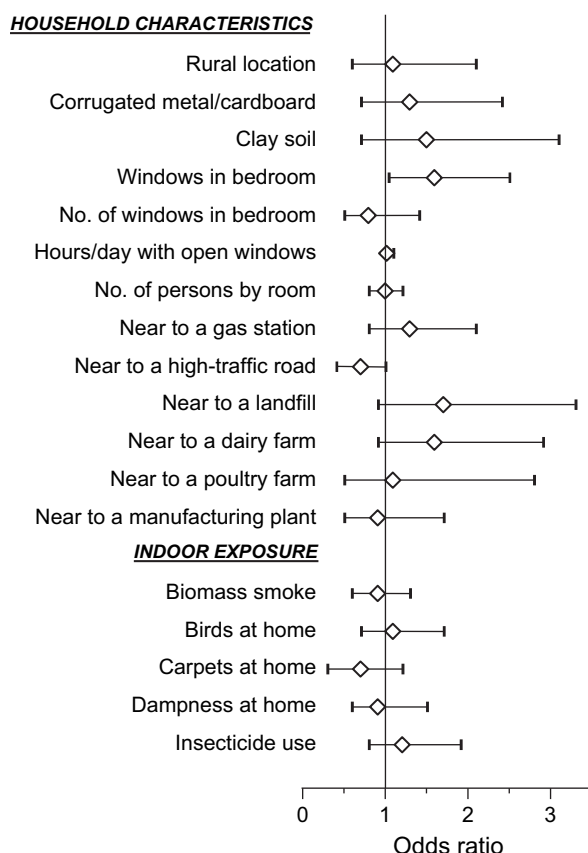 HOUSEHOLD CHARACTERISTICS
Rural location
Corrugated metal/cardboard
Clay soil
Windows in bedroom
No. of windows in bedroom
Hours/day with open windows
No. of persons by room
Near to a gas station
Near to a high-traffic road
Near to a landfill
Near to a dairy farm
Near to a poultry farm
Near to a manufacturing plant
INDOOR EXPOSURE
Biomass smoke
Birds at home
Carpets at home
Dampness at home
Insecticide use
0 1 2 3
Odds ratio